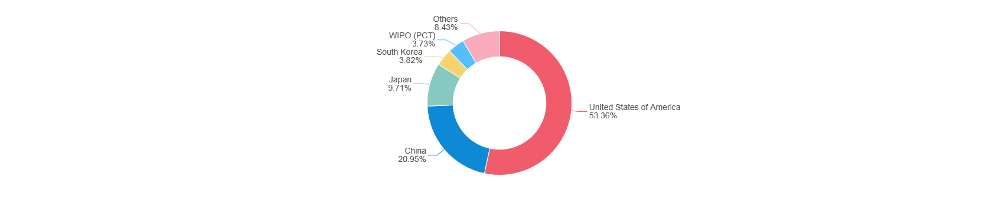 Others
8.43%
WIPO (PCT)
3.73%
South Korea
3.82%
Japan
9.71%
United States of America
53.36%
China
20.95%